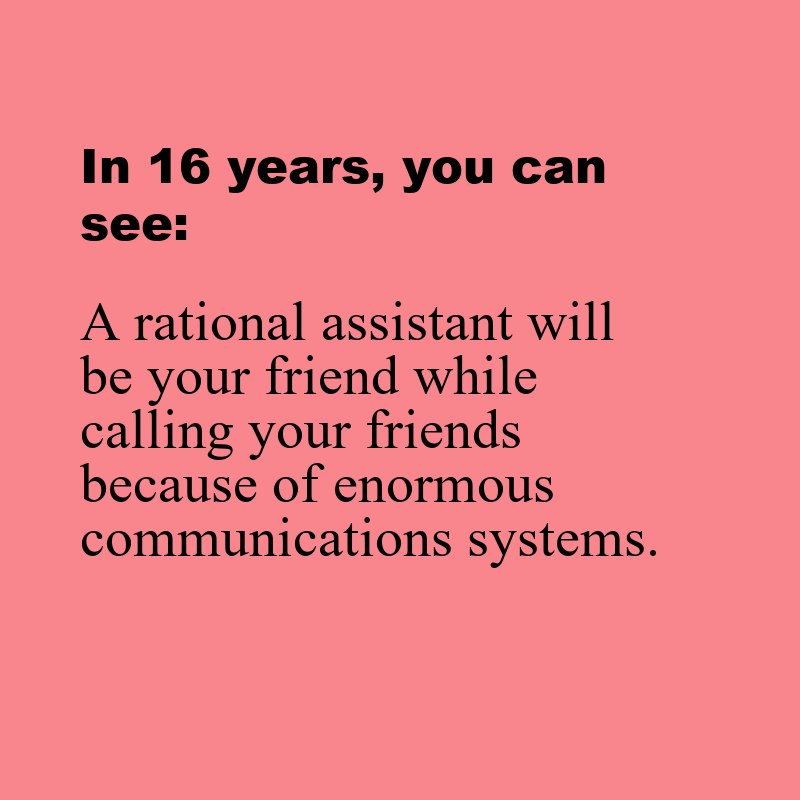 In 16 years, you can
see:
A rational assistant will
be your friend while
calling your friends
because of enormous
communications systems.